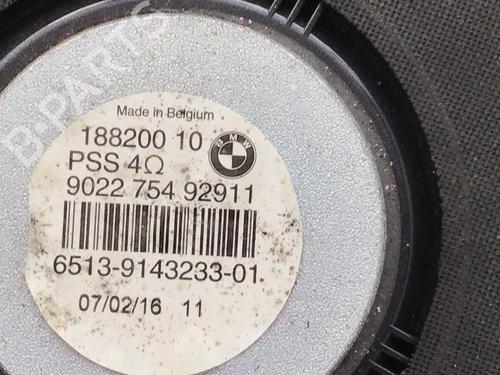 B-PARTS
Made in Belgium
188200 10
BMW
PSS 4Ω
9022 754 92911
6513-9143233-01
07/02/16 11